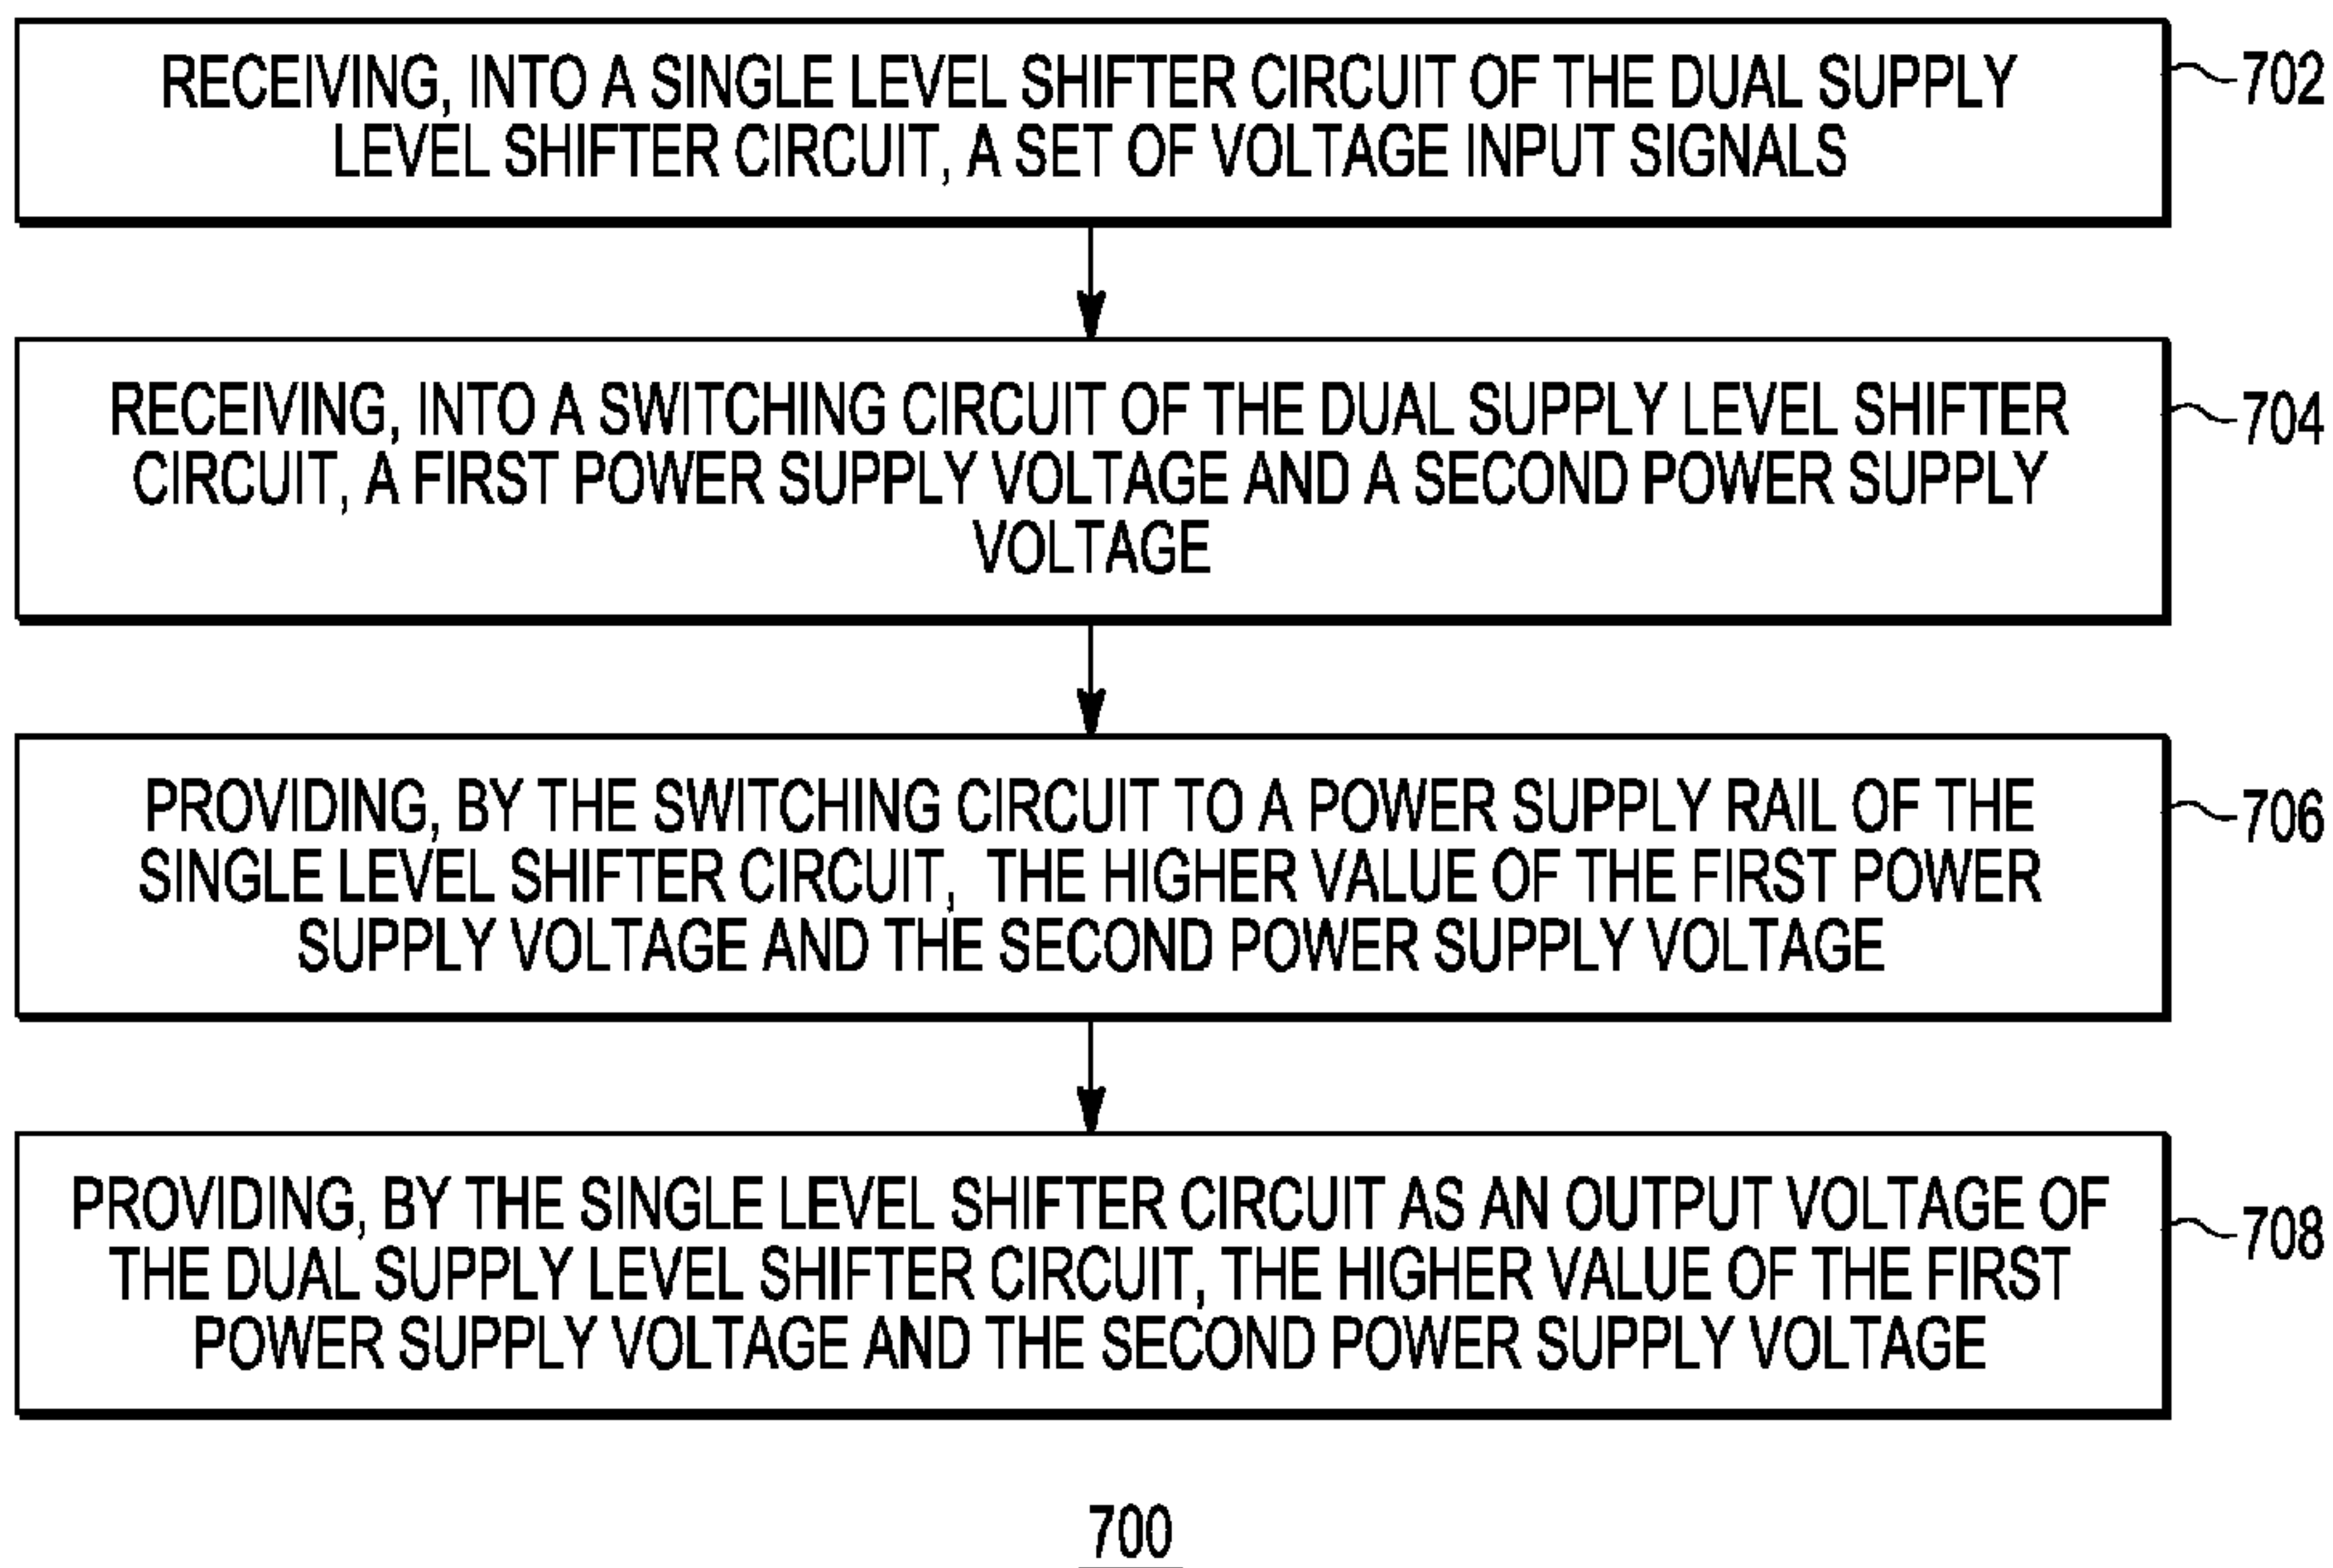 RECEIVING, INTO A SINGLE LEVEL SHIFTER CIRCUIT OF THE DUAL SUPPLY
LEVEL SHIFTER CIRCUIT, A SET OF VOLTAGE INPUT SIGNALS
702
RECEIVING, INTO A SWITCHING CIRCUIT OF THE DUAL SUPPLY LEVEL SHIFTER
CIRCUIT, A FIRST POWER SUPPLY VOLTAGE AND A SECOND POWER SUPPLY
VOLTAGE
704
PROVIDING, BY THE SWITCHING CIRCUIT TO A POWER SUPPLY RAIL OF THE
SINGLE LEVEL SHIFTER CIRCUIT, THE HIGHER VALUE OF THE FIRST POWER
SUPPLY VOLTAGE AND THE SECOND POWER SUPPLY VOLTAGE
706
PROVIDING, BY THE SINGLE LEVEL SHIFTER CIRCUIT AS AN OUTPUT VOLTAGE OF
THE DUAL SUPPLY LEVEL SHIFTER CIRCUIT, THE HIGHER VALUE OF THE FIRST
POWER SUPPLY VOLTAGE AND THE SECOND POWER SUPPLY VOLTAGE
708
700